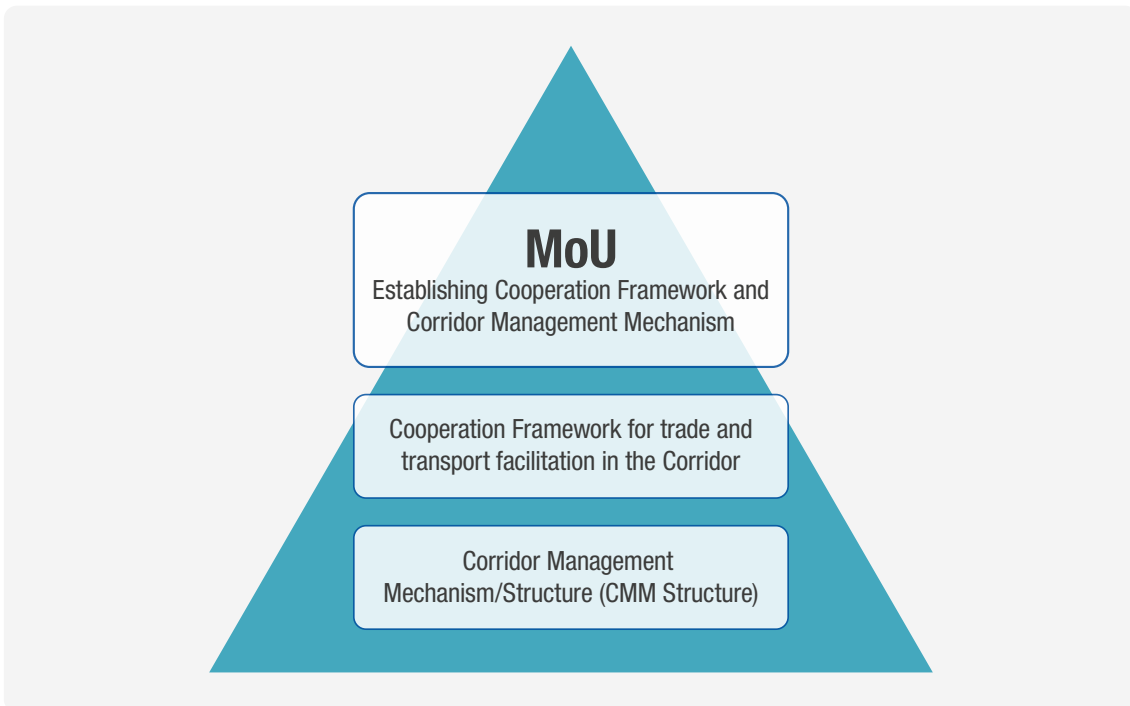 MoU
Establishing Cooperation Framework and
Corridor Management Mechanism
Cooperation Framework for trade and
transport facilitation in the Corridor
Corridor Management
Mechanism/Structure (CMM Structure)